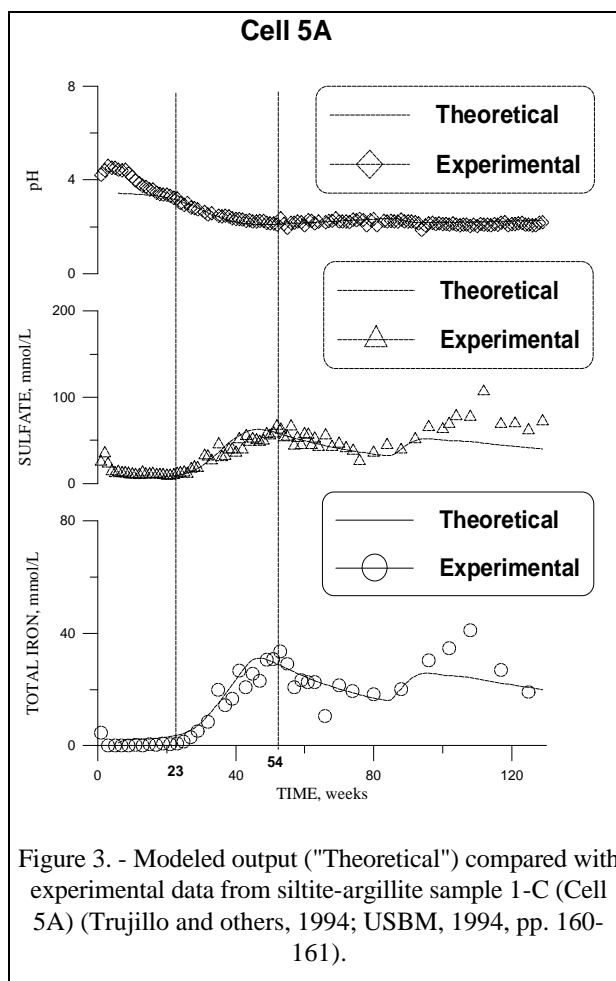 Cell 5A
8
4
0
pH
Theoretical
Experimental
200
100
0
SULFATE, mmol/L
Theoretical
Experimental
80
40
0
TOTAL IRON, mmol/L
Theoretical
Experimental
0
23
40
54
80
120
TIME, weeks
Figure 3. - Modeled output ("Theoretical") compared with
experimental data from siltite-argillite sample 1-C (Cell
5A) (Trujillo and others, 1994; USBM, 1994, pp. 160-
161).